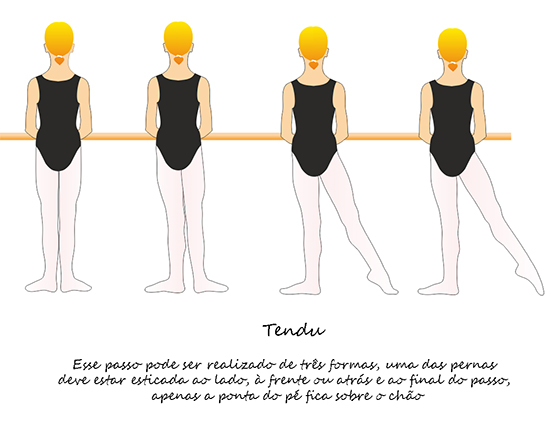 Tendu
Esse passo pode ser realizado de três formas, uma das pernas
deve estar esticada ao lado, à frente ou atrás e ao final do passo,
apenas a ponta do pé fica sobre o chão